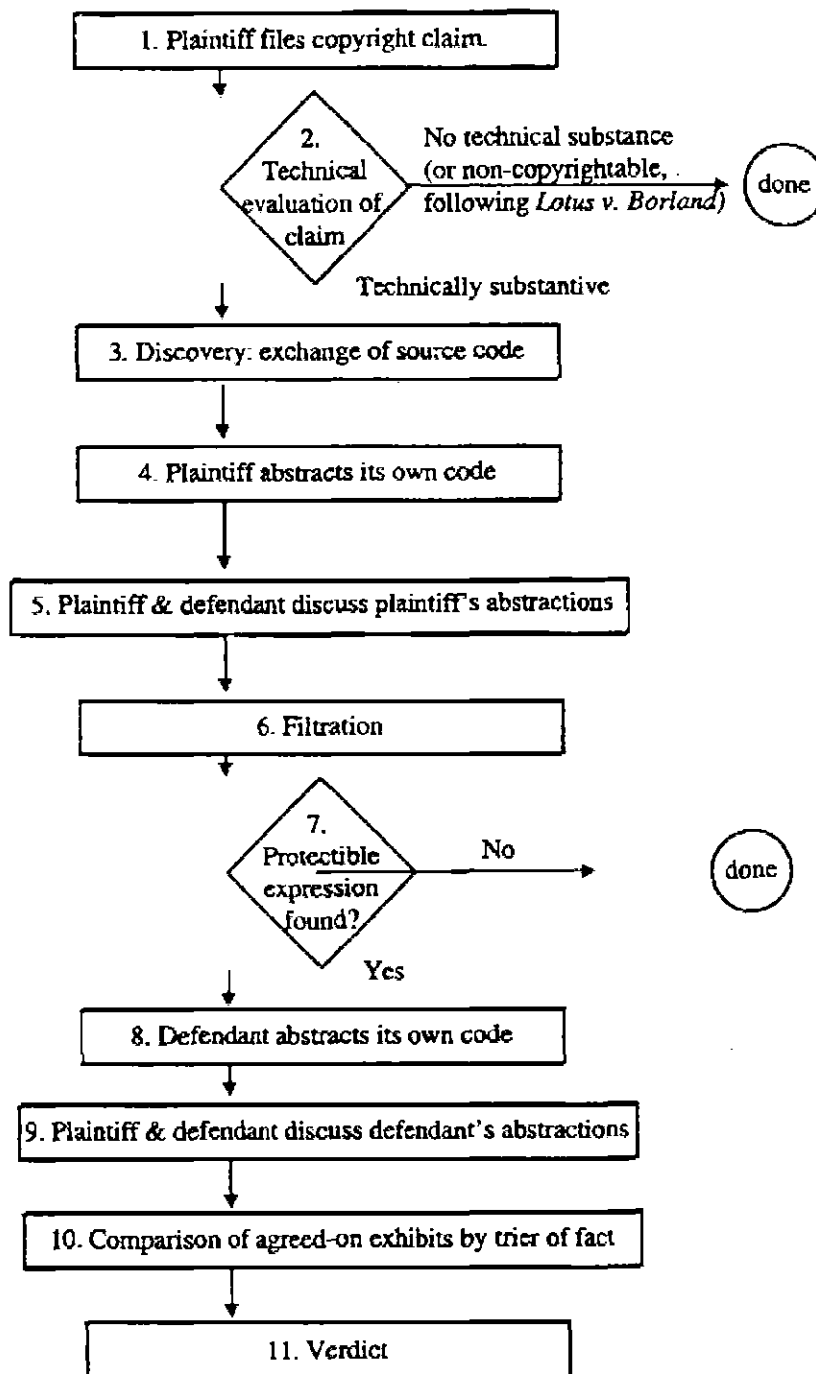 1. Plaintiff files copyright claim.
2.
Technical
evaluation of
claim
No technical substance
(or non-copyrightable,
following Lotus v. Borland)
done
Technically substantive
3. Discovery: exchange of source code
4. Plaintiff abstracts its own code
5. Plaintiff & defendant discuss plaintiff's abstractions
6. Filtration
7.
Protectible
expression
found?
No
done
Yes
8. Defendant abstracts its own code
9. Plaintiff & defendant discuss defendant's abstractions
10. Comparison of agreed-on exhibits by trier of fact
11. Verdict